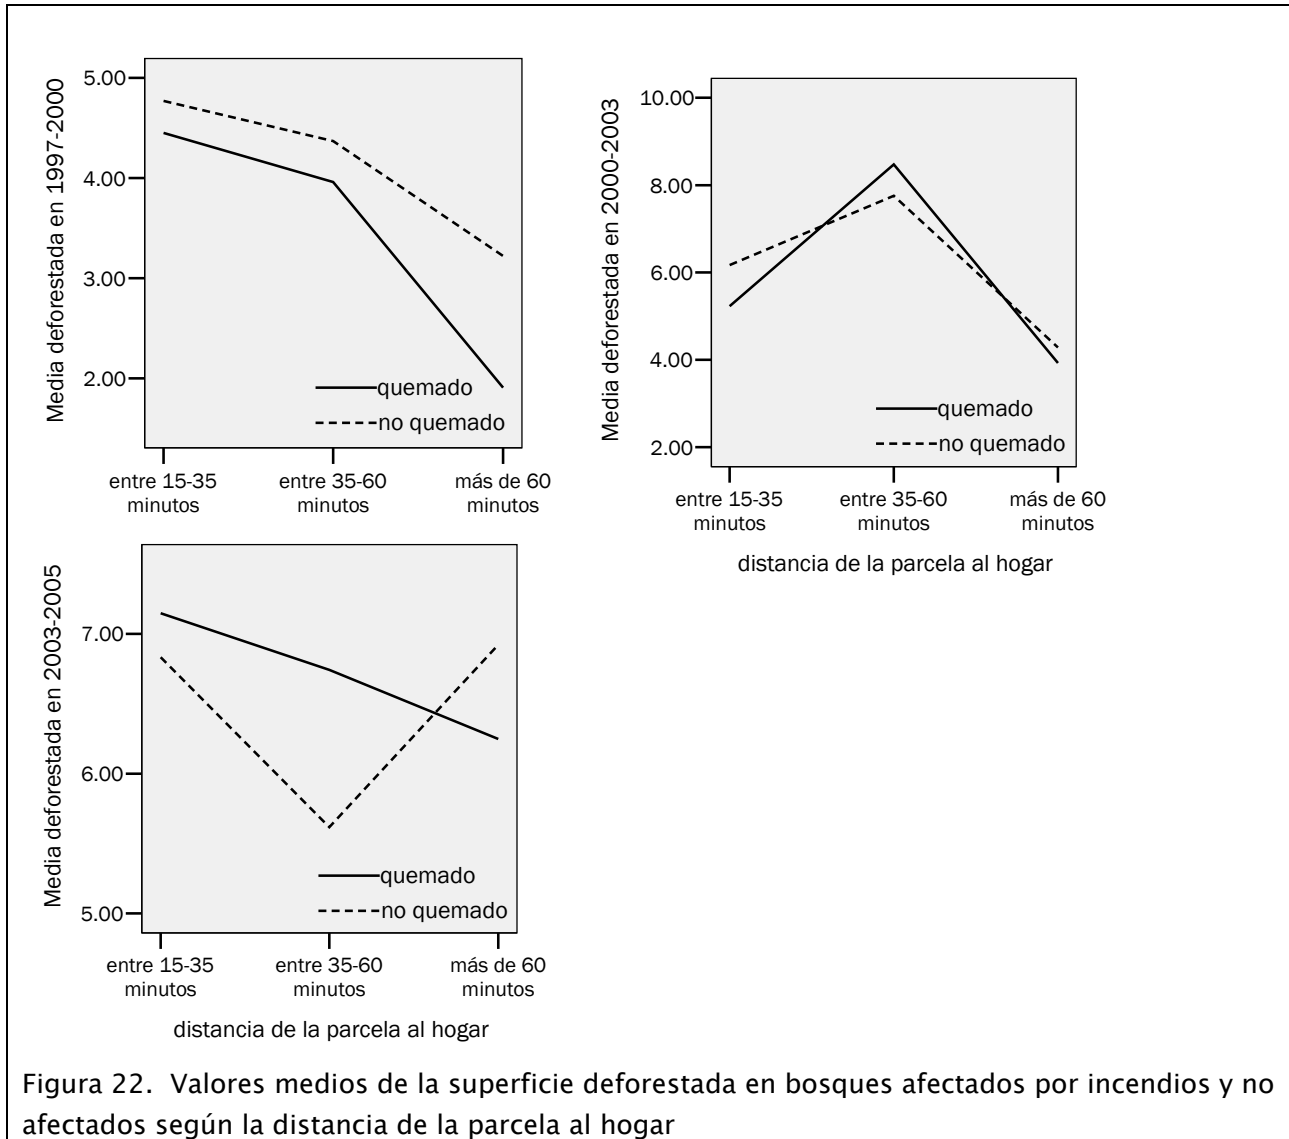 Media deforestada en 1997-2000
5.00
4.00
3.00
2.00
quemado
no quemado
entre 15-35 minutos
entre 35-60 minutos
más de 60 minutos
Media deforestada en 2000-2003
10.00
8.00
6.00
4.00
2.00
quemado
no quemado
entre 15-35 minutos
entre 35-60 minutos
más de 60 minutos
distancia de la parcela al hogar
Media deforestada en 2003-2005
7.00
6.00
5.00
quemado
no quemado
entre 15-35 minutos
entre 35-60 minutos
más de 60 minutos
distancia de la parcela al hogar
Figura 22. Valores medios de la superficie deforestada en bosques afectados por incendios y no
afectados según la distancia de la parcela al hogar